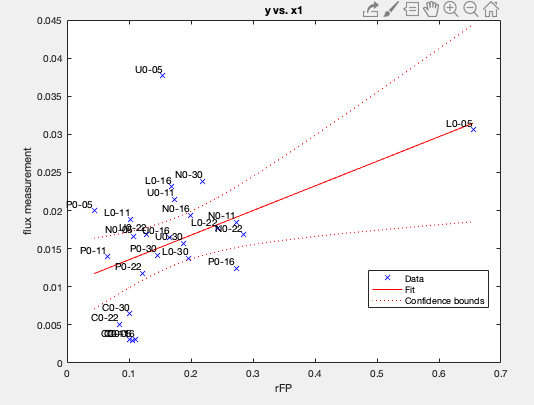 y vs. x1
0.045
0.04
0.035
0.03
0.025
0.02
0.015
0.01
0.005
0
flux measurement
U0-05
L0-05
L0-16
N0-30
U0-11
P0-05
N0-16
L0-11
N0-11
L0-22
N0-22
U0-16
U0-30
P0-11
P0-30
L0-30
P0-22
P0-16
C0-30
C0-22
Data
Fit
Confidence bounds
0
0.1
0.2
0.3
0.4
0.5
0.6
0.7
rFP